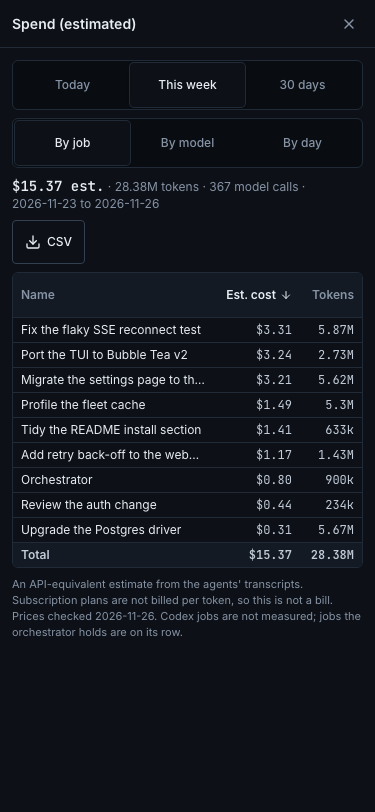 Spend (estimated)
Today This week 30 days
By job By model By day
$15.37 est. · 28.38M tokens · 367 model calls ·
2026-11-23 to 2026-11-26
CSV
Name Est. cost ↓ Tokens
Fix the flaky SSE reconnect test $3.31 5.87M
Port the TUI to Bubble Tea v2 $3.24 2.73M
Migrate the settings page to th... $3.21 5.62M
Profile the fleet cache $1.49 5.3M
Tidy the README install section $1.41 633k
Add retry back-off to the web... $1.17 1.43M
Orchestrator $0.80 900k
Review the auth change $0.44 234k
Upgrade the Postgres driver $0.31 5.67M
Total $15.37 28.38M
An API-equivalent estimate from the agents' transcripts.
Subscription plans are not billed per token, so this is not a bill.
Prices checked 2026-11-26. Codex jobs are not measured; jobs the
orchestrator holds are on its row.